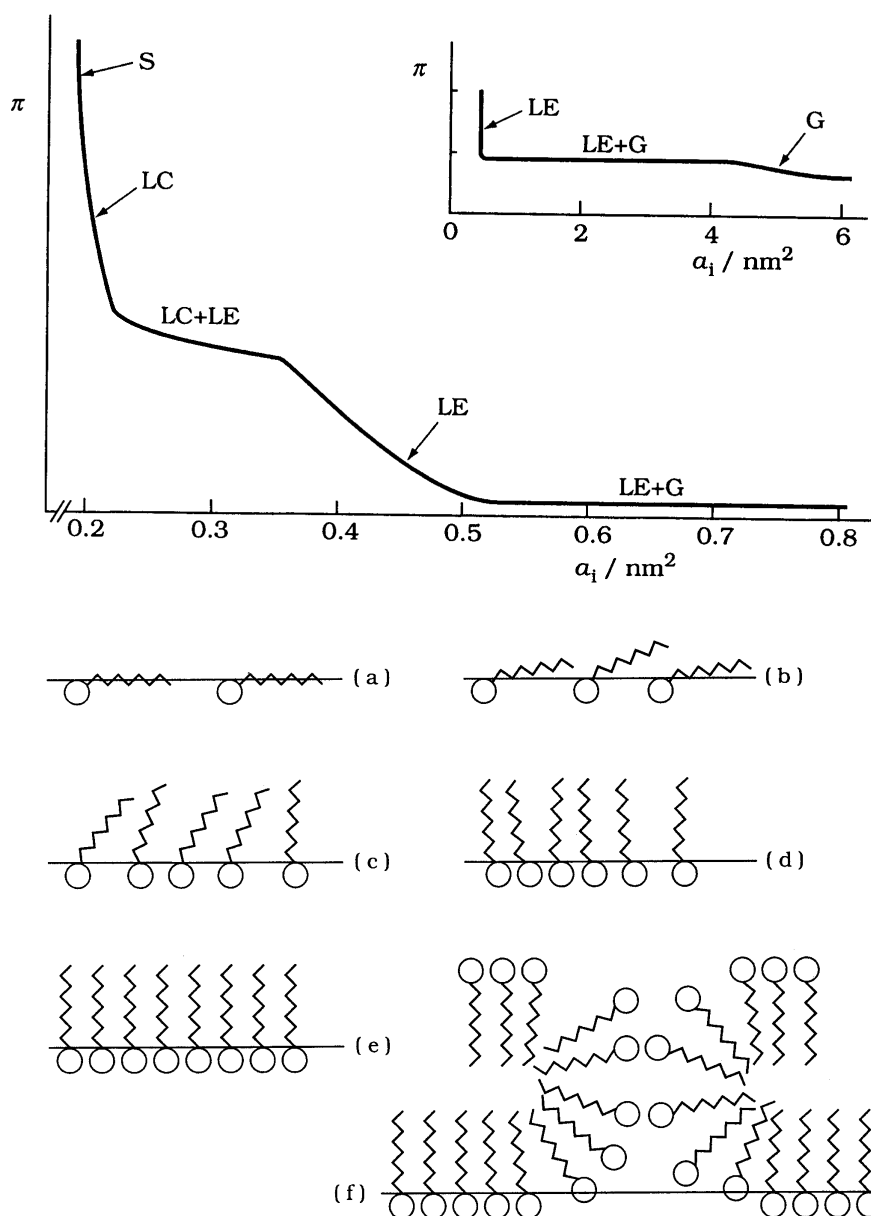 S
π
LC
LC+LE
LE
LE+G
0.2 0.3 0.4 0.5 0.6 0.7 0.8
a_i / nm²
π
LE
LE+G
G
0 2 4 6
a_i / nm²
(a)
(b)
(c)
(d)
(e)
(f)